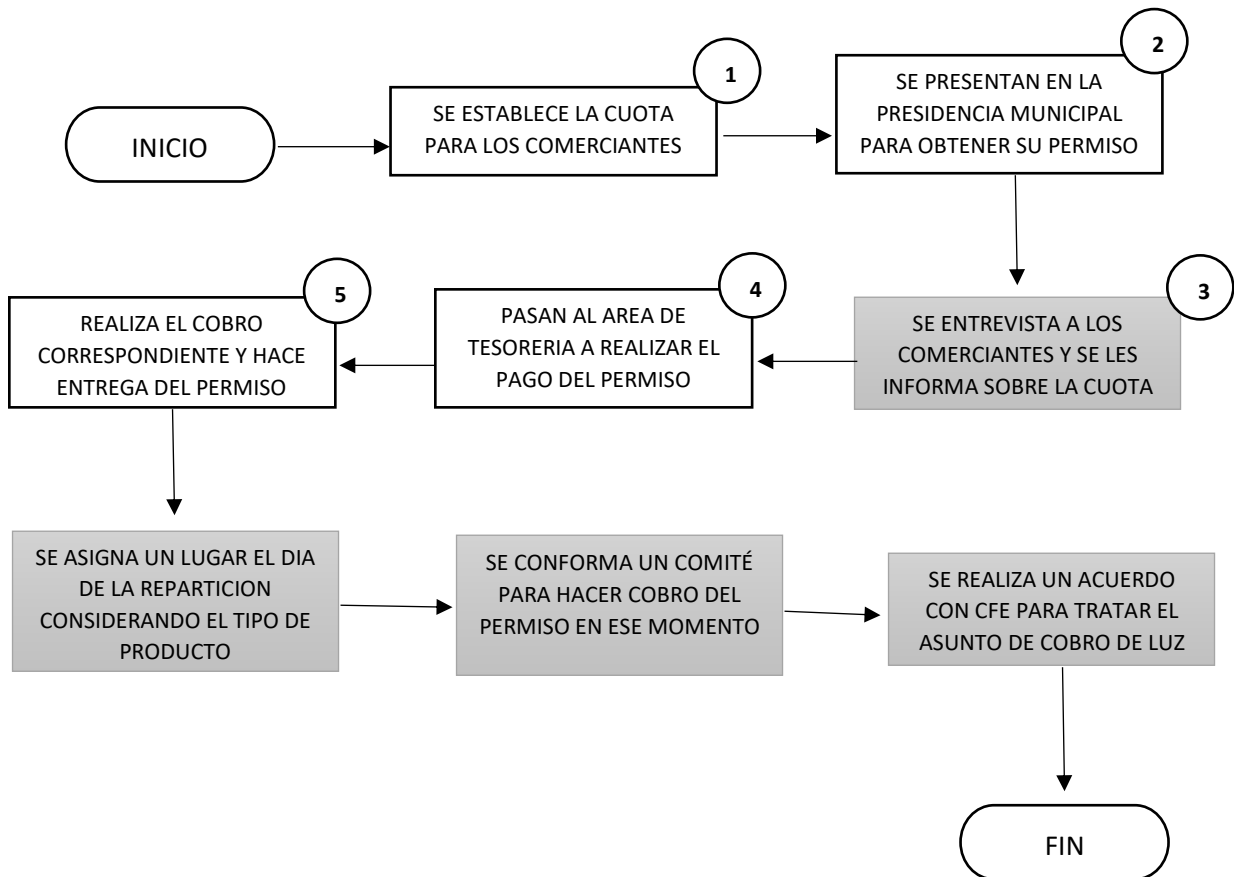 INICIO
1
SE ESTABLECE LA CUOTA
PARA LOS COMERCIANTES
2
SE PRESENTAN EN LA
PRESIDENCIA MUNICIPAL
PARA OBTENER SU PERMISO
3
SE ENTREVISTA A LOS
COMERCIANTES Y SE LES
INFORMA SOBRE LA CUOTA
4
PASAN AL AREA DE
TESORERIA A REALIZAR EL
PAGO DEL PERMISO
5
REALIZA EL COBRO
CORRESPONDIENTE Y HACE
ENTREGA DEL PERMISO
SE ASIGNA UN LUGAR EL DIA
DE LA REPARTICION
CONSIDERANDO EL TIPO DE
PRODUCTO
SE CONFORMA UN COMITÉ
PARA HACER COBRO DEL
PERMISO EN ESE MOMENTO
SE REALIZA UN ACUERDO
CON CFE PARA TRATAR EL
ASUNTO DE COBRO DE LUZ
FIN